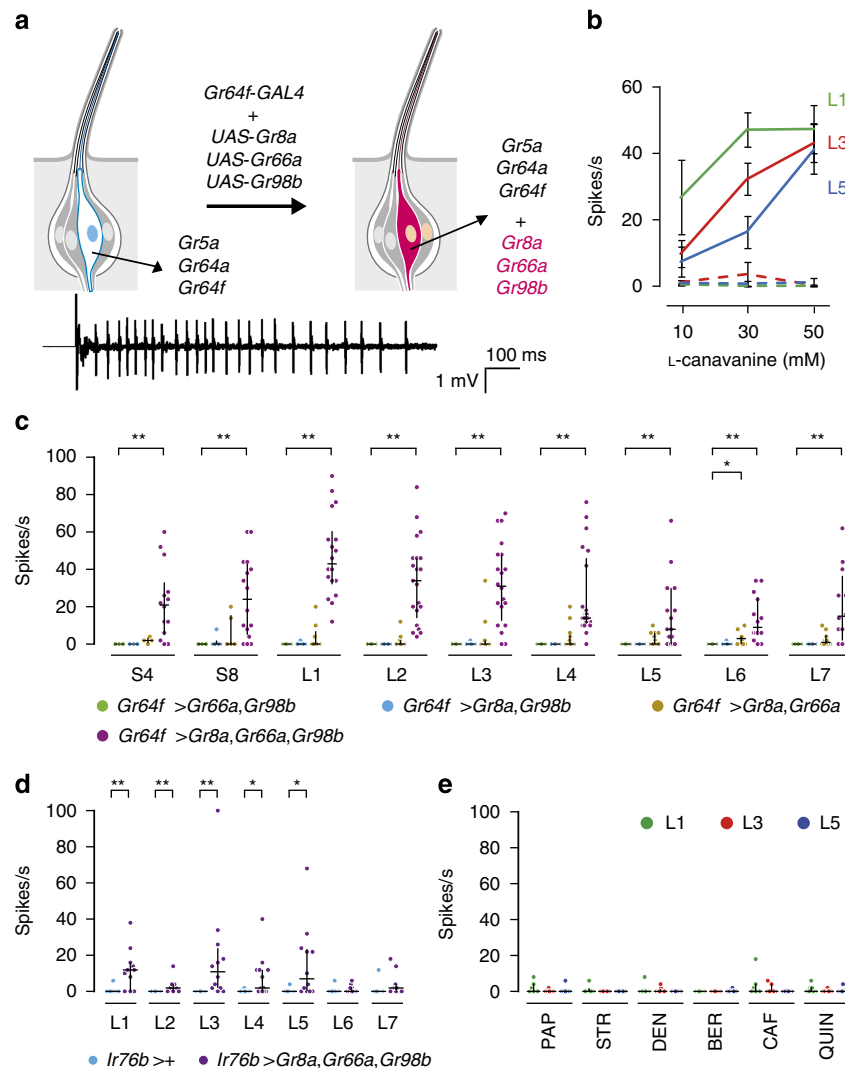 a
Gr64f-GAL4
+
UAS-Gr8a
UAS-Gr66a
UAS-Gr98b
Gr5a
Gr64a
Gr64f
Gr5a
Gr64a
Gr64f
+
Gr8a
Gr66a
Gr98b
100 ms
1 mV
b
60
40
20
0
Spikes/s
L1
L3
L5
10 30 50
L-canavanine (mM)
c
100
80
60
40
20
0
Spikes/s
** ** ** ** ** ** ** ** **
*
S4 S8 L1 L2 L3 L4 L5 L6 L7
Gr64f >Gr66a,Gr98b Gr64f >Gr8a,Gr98b Gr64f >Gr8a,Gr66a
Gr64f >Gr8a,Gr66a,Gr98b
d
** ** ** * *
100
80
60
40
20
0
Spikes/s
L1 L2 L3 L4 L5 L6 L7
Ir76b>+ Ir76b>Gr8a,Gr66a,Gr98b
e
100
80
60
40
20
0
Spikes/s
L1 L3 L5
PAP STR DEN BER CAF QUIN